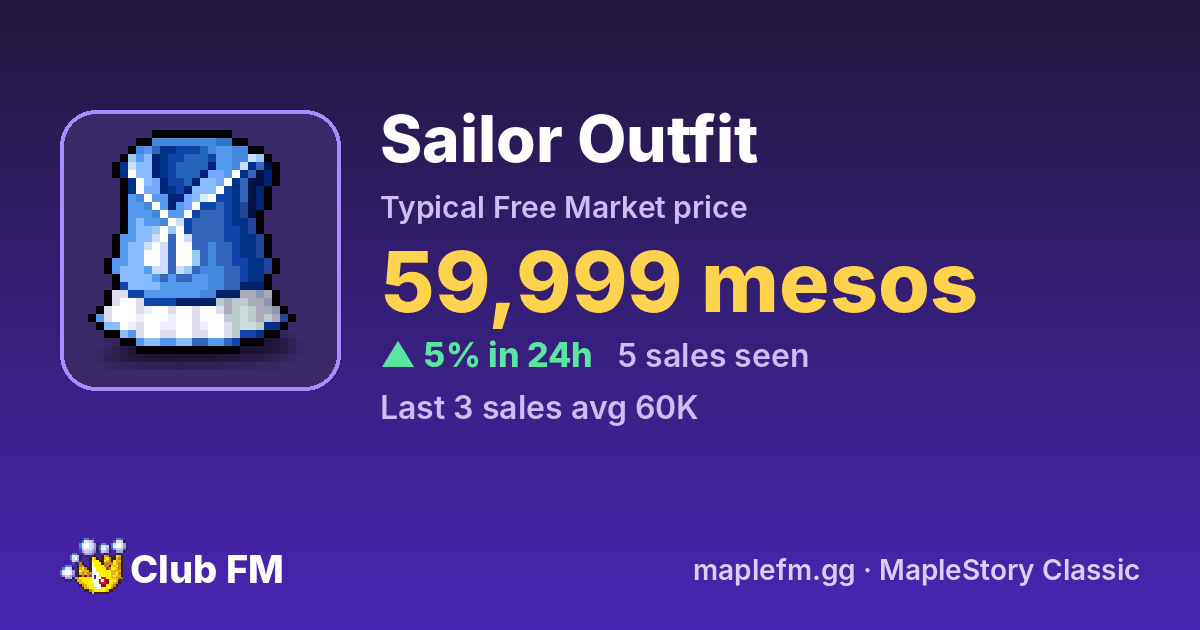 Sailor Outfit
Typical Free Market price
59,999 mesos
▲ 5% in 24h 5 sales seen
Last 3 sales avg 60K
Club FM
maplefm.gg · MapleStory Classic